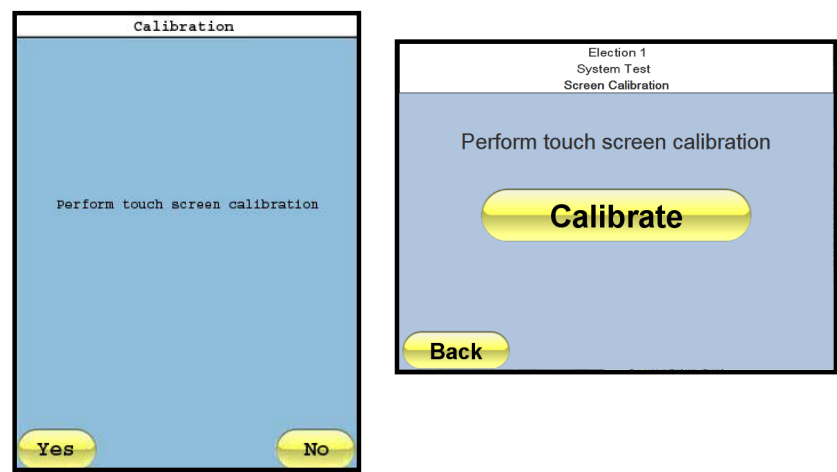 Calibration
Perform touch screen calibration
Yes
No
Election 1
System Test
Screen Calibration
Perform touch screen calibration
Calibrate
Back